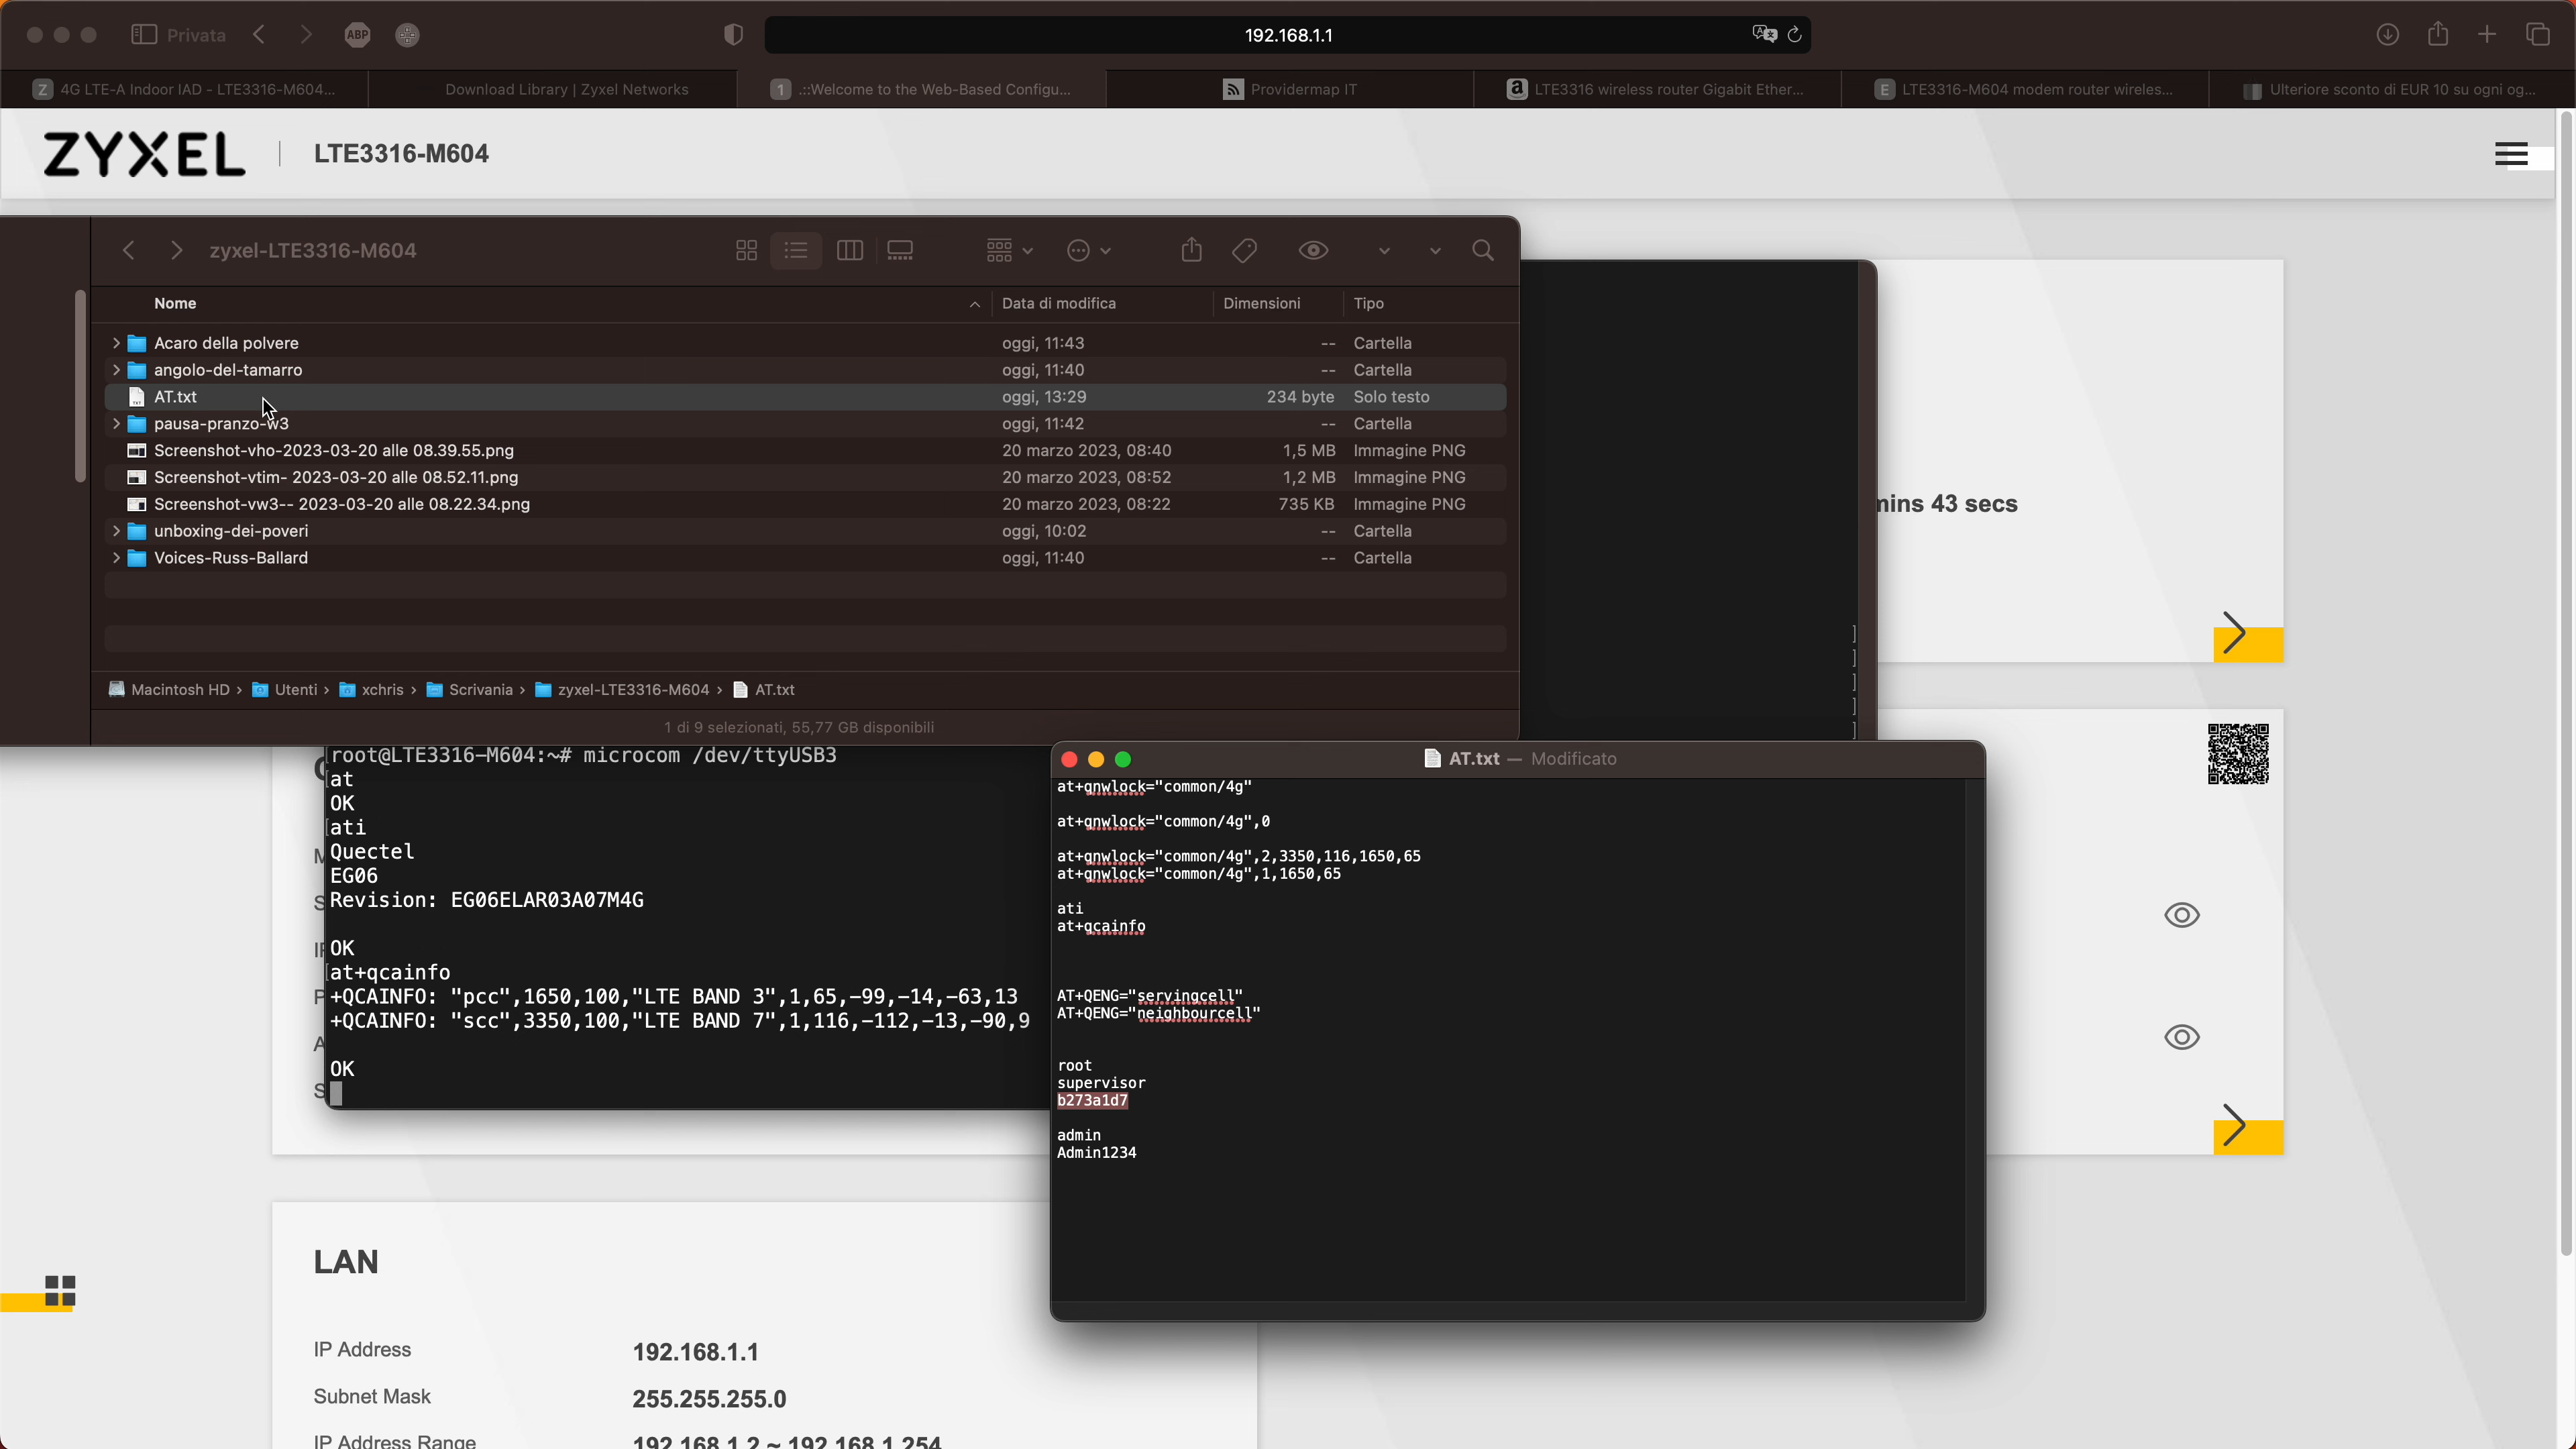 Privata
ABP
192.168.1.1
Z 4G LTE-A Indoor IAD - LTE3316-M604...
Download Library | Zyxel Networks
1 .::Welcome to the Web-Based Configu...
Providermap IT
a LTE3316 wireless router Gigabit Ether...
E LTE3316-M604 modem router wireles...
Ulteriore sconto di EUR 10 su ogni og...
ZYXEL LTE3316-M604
zyxel-LTE3316-M604
Nome Data di modifica Dimensioni Tipo
Acaro della polvere oggi, 11:43 -- Cartella
angolo-del-tamarro oggi, 11:40 -- Cartella
AT.txt oggi, 13:29 234 byte Solo testo
pausa-pranzo-w3 oggi, 11:42 -- Cartella
Screenshot-vho-2023-03-20 alle 08.39.55.png 20 marzo 2023, 08:40 1,5 MB Immagine PNG
Screenshot-vtim- 2023-03-20 alle 08.52.11.png 20 marzo 2023, 08:52 1,2 MB Immagine PNG
Screenshot-vw3-- 2023-03-20 alle 08.22.34.png 20 marzo 2023, 08:22 735 KB Immagine PNG
unboxing-dei-poveri oggi, 10:02 -- Cartella
Voices-Russ-Ballard oggi, 11:40 -- Cartella
Macintosh HD › Utenti › xchris › Scrivania › zyxel-LTE3316-M604 › AT.txt
1 di 9 selezionati, 55,77 GB disponibili
mins 43 secs
[root@LTE3316-M604:~# microcom /dev/ttyUSB3
[at
OK
[ati
Quectel
EG06
Revision: EG06ELAR03A07M4G
OK
[at+qcainfo
+QCAINFO: "pcc",1650,100,"LTE BAND 3",1,65,-99,-14,-63,13
+QCAINFO: "scc",3350,100,"LTE BAND 7",1,116,-112,-13,-90,9
OK
AT.txt — Modificato
at+qnwlock="common/4g"
at+qnwlock="common/4g",0
at+qnwlock="common/4g",2,3350,116,1650,65
at+qnwlock="common/4g",1,1650,65
ati
at+qcainfo
AT+QENG="servingcell"
AT+QENG="neighbourcell"
root
supervisor
b273a1d7
admin
Admin1234
LAN
IP Address 192.168.1.1
Subnet Mask 255.255.255.0
IP Address Range 192.168.1.2 ~ 192.168.1.254